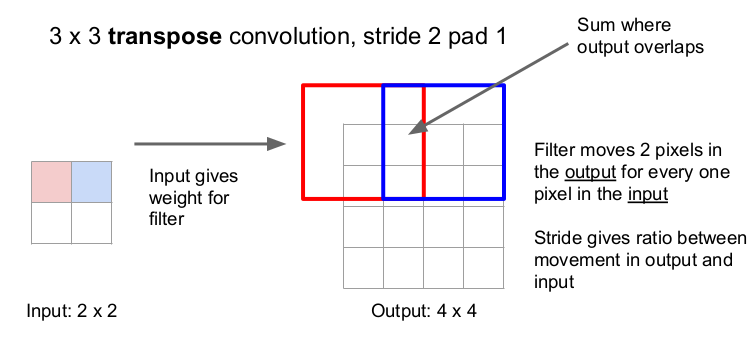 3 x 3 transpose convolution, stride 2 pad 1
Sum where
output overlaps
Input gives
weight for
filter
Filter moves 2 pixels in
the output for every one
pixel in the input
Stride gives ratio between
movement in output and
input
Input: 2 x 2
Output: 4 x 4